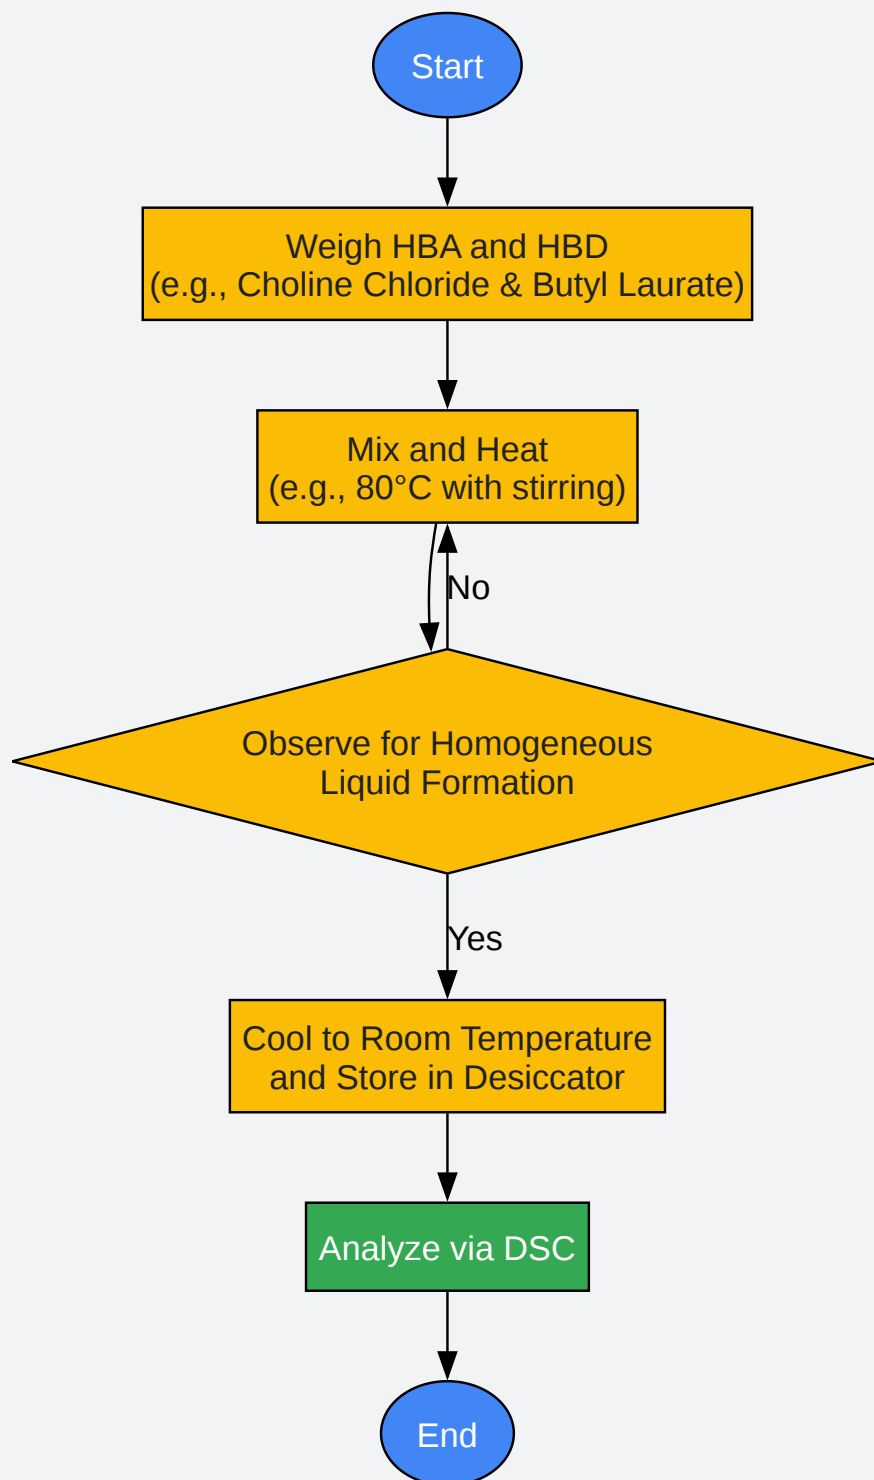 Start
Weigh HBA and HBD
(e.g., Choline Chloride & Butyl Laurate)
Mix and Heat
(e.g., 80°C with stirring)
No
Observe for Homogeneous
Liquid Formation
Yes
Cool to Room Temperature
and Store in Desiccator
Analyze via DSC
End